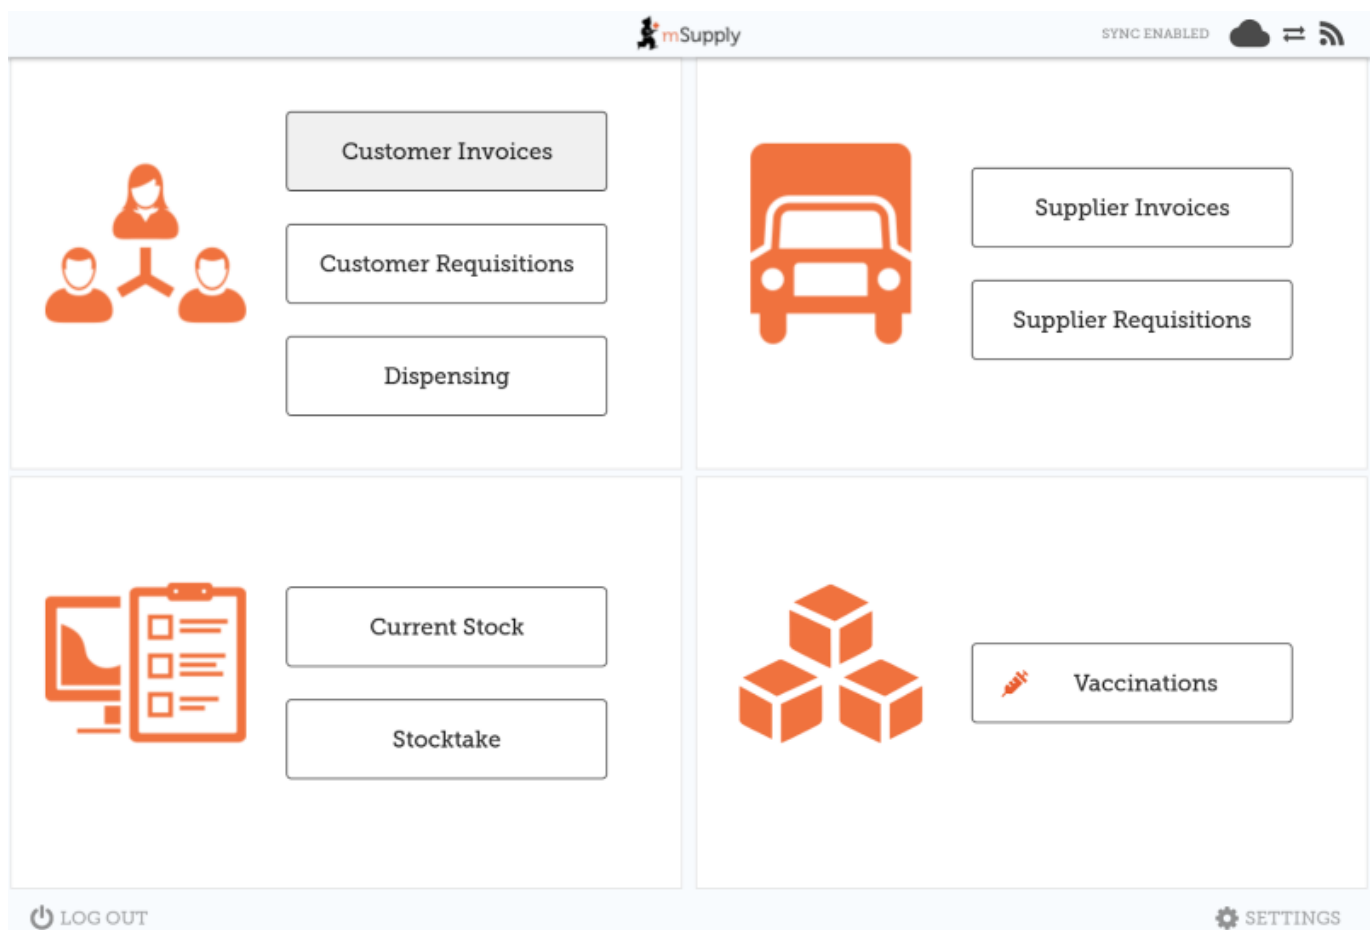 mSupply
SYNC ENABLED
Customer Invoices
Customer Requisitions
Dispensing
Supplier Invoices
Supplier Requisitions
Current Stock
Stocktake
Vaccinations
LOG OUT
SETTINGS